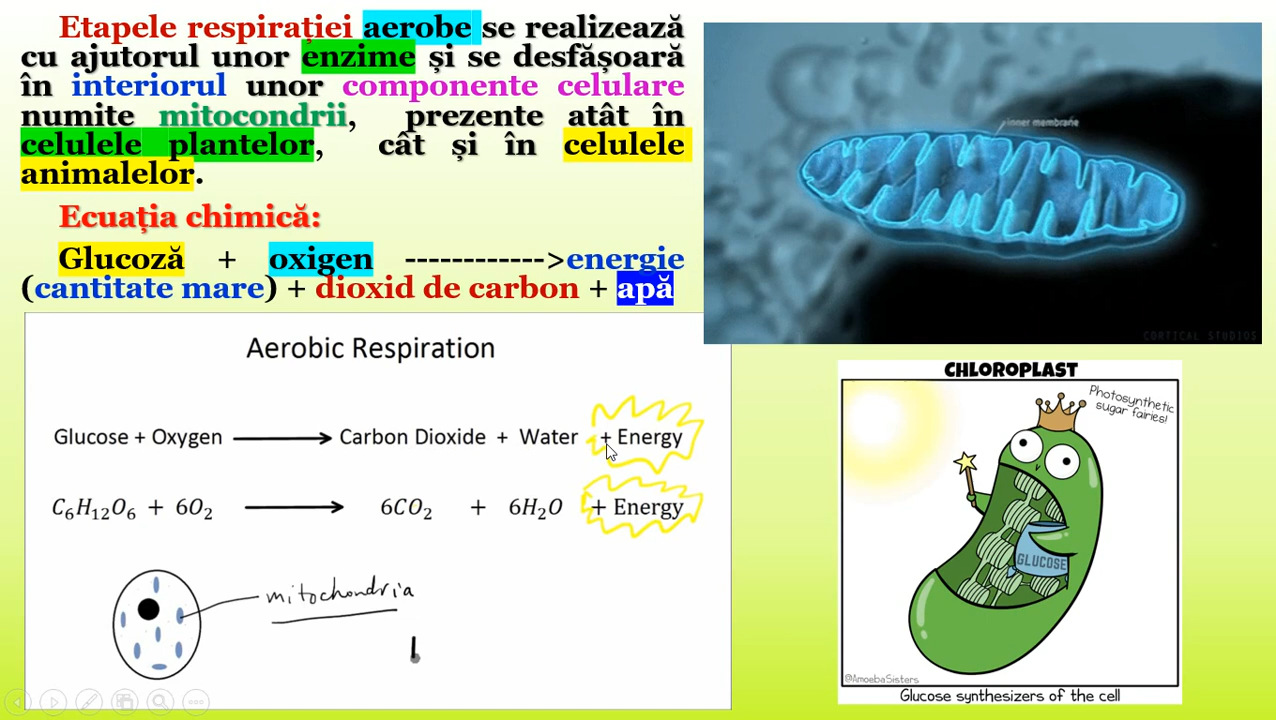 Etapele respirației aerobe se realizează
cu ajutorul unor enzime și se desfășoară
în interiorul unor componente celulare
numite mitocondrii, prezente atât în
celulele plantelor, cât și în celulele
animalelor.
Ecuația chimică:
Glucoză + oxigen ------------>energie
(cantitate mare) + dioxid de carbon + apă
inner membrane
CORTICAL STUDIOS
Aerobic Respiration
Glucose + Oxygen ⟶ Carbon Dioxide + Water + Energy
C₆H₁₂O₆ + 6O₂ ⟶ 6CO₂ + 6H₂O + Energy
mitochondria
CHLOROPLAST
Photosynthetic
sugar fairies!
GLUCOSE
@AmoebaSisters
Glucose synthesizers of the cell